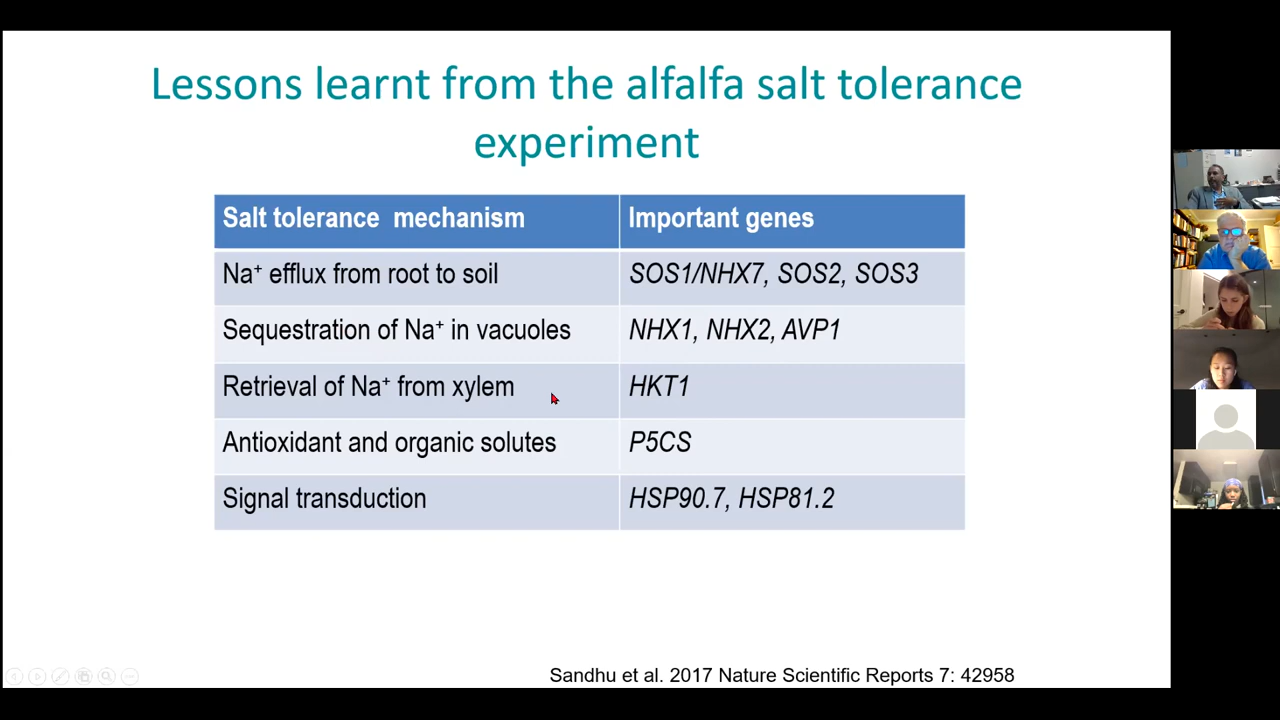 Lessons learnt from the alfalfa salt tolerance
experiment
Salt tolerance mechanism Important genes
Na⁺ efflux from root to soil SOS1/NHX7, SOS2, SOS3
Sequestration of Na⁺ in vacuoles NHX1, NHX2, AVP1
Retrieval of Na⁺ from xylem HKT1
Antioxidant and organic solutes P5CS
Signal transduction HSP90.7, HSP81.2
Sandhu et al. 2017 Nature Scientific Reports 7: 42958